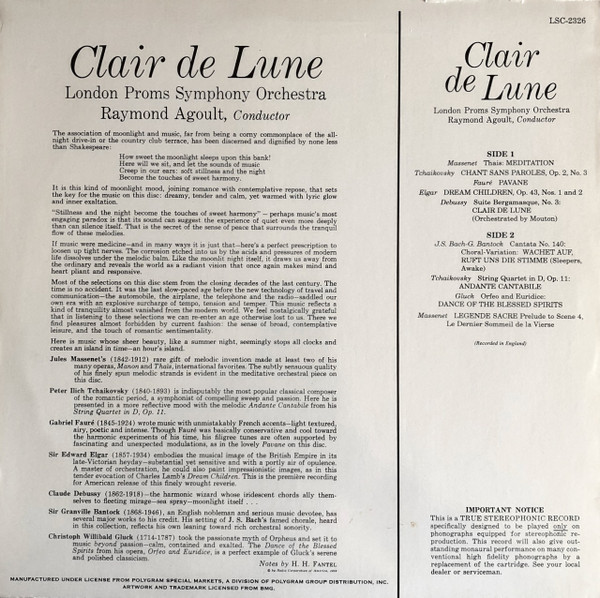 Clair de Lune
London Proms Symphony Orchestra
Raymond Agoult, Conductor
The association of moonlight and music, far from being a corny commonplace of the all-
night drive-in or the country club terrace, has been discerned and dignified by none less
than Shakespeare:
How sweet the moonlight sleeps upon this bank!
Here will we sit, and let the sounds of music
Creep in our ears: soft stillness and the night
Become the touches of sweet harmony.
It is this kind of moonlight mood, joining romance with contemplative repose, that sets
the key for the music on this disc: dreamy, tender and calm, yet warmed with lyric glow
and inner exaltation.
"Stillness and the night become the touches of sweet harmony" – perhaps music's most
engaging paradox is that its sound can suggest the experience of quiet even more deeply
than can silence itself. That is the secret of the sense of peace that surrounds the tranquil
flow of these melodies.
If music were medicine—and in many ways it is just that—here's a perfect prescription to
loosen up tight nerves. The corrosion etched into us by the acids and pressures of modern
life dissolves under the melodic balm. Like the moonlit night itself, it draws us away from
the ordinary and reveals the world as a radiant vision that once again makes mind and
heart pliant and responsive.
Most of the selections on this disc stem from the closing decades of the last century. The
time is no accident. It was the last slow-paced age before the new technology of travel and
communication—the automobile, the airplane, the telephone and the radio—saddled our
own era with an explosive surcharge of tempo, tension and temper. This music reflects a
kind of tranquility almost vanished from the modern world. We feel nostalgically grateful
that in listening to these selections we can re-enter an age otherwise lost to us. There we
find pleasures almost forbidden by current fashion: the sense of broad, contemplative
leisure, and the touch of romantic sentimentality.
Here is music whose sheer beauty, like a summer night, seemingly stops all clocks and
creates an island in time—an hour's island.
Jules Massenet's (1842-1912) rare gift of melodic invention made at least two of his
many operas, Manon and Thaïs, international favorites. The subtly sensuous quality
of his finely spun melodic strands is evident in the meditative orchestral piece on
this disc.
Peter Ilich Tchaikovsky (1840-1893) is indisputably the most popular classical composer
of the romantic period, a symphonist of compelling sweep and passion. Here he is
presented in a more reflective mood with the melodic Andante Cantabile from his
String Quartet in D, Op. 11.
Gabriel Fauré (1845-1924) wrote music with unmistakably French accents—light textured,
airy, poetic and intense. Though Fauré was basically conservative and cool toward
the harmonic experiments of his time, his filigree tunes are often supported by
fascinating and unexpected modulations, as in the lovely Pavane on this disc.
Sir Edward Elgar (1857-1934) embodies the musical image of the British Empire in its
late-Victorian heyday—substantial yet sensitive and with a portly air of opulence.
A master of orchestration, he could also paint impressionistic images, as in this
tender evocation of Charles Lamb's Dream Children. This is the première recording
for American release of this finely wrought reverie.
Claude Debussy (1862-1918)—the harmonic wizard whose iridescent chords ally them-
selves to fleeting mirage—sea spray—moonlight itself . . .
Sir Granville Bantock (1868-1946), an English nobleman and serious music devotee, has
several major works to his credit. His setting of J. S. Bach's famed chorale, heard
in this collection, reflects his own leaning toward rich orchestral sonority.
Christoph Willibald Gluck (1714-1787) took the passionate myth of Orpheus and set it to
music beyond passion—calm, contained and exalted. The Dance of the Blessed
Spirits from his opera, Orfeo and Euridice, is a perfect example of Gluck's serene
and polished classicism.
Notes by H. H. FANTEL
MANUFACTURED UNDER LICENSE FROM POLYGRAM SPECIAL MARKETS, A DIVISION OF POLYGRAM GROUP DISTRIBUTION, INC.
ARTWORK AND TRADEMARK LICENSED FROM BMG.
LSC-2326
Clair
de Lune
London Proms Symphony Orchestra
Raymond Agoult, Conductor
SIDE 1
Massenet Thaïs: MEDITATION
Tchaikovsky CHANT SANS PAROLES, Op. 2, No. 3
Fauré PAVANE
Elgar DREAM CHILDREN, Op. 43, Nos. 1 and 2
Debussy Suite Bergamasque, No. 3:
CLAIR DE LUNE
(Orchestrated by Mouton)
SIDE 2
J.S. Bach-G. Bantock Cantata No. 140:
Choral-Variation: WACHET AUF,
RUFT UNS DIE STIMME (Sleepers,
Awake)
Tchaikovsky String Quartet in D, Op. 11:
ANDANTE CANTABILE
Gluck Orfeo and Euridice:
DANCE OF THE BLESSED SPIRITS
Massenet LEGENDE SACRE Prelude to Scene 4,
Le Dernier Sommeil de la Vierse
(Recorded in England)
IMPORTANT NOTICE
This is a TRUE STEREOPHONIC RECORD
specifically designed to be played only on
phonographs equipped for stereophonic re-
production. This record will also give out-
standing monaural performance on many con-
ventional high fidelity phonographs by a
replacement of the cartridge. See your local
dealer or serviceman.